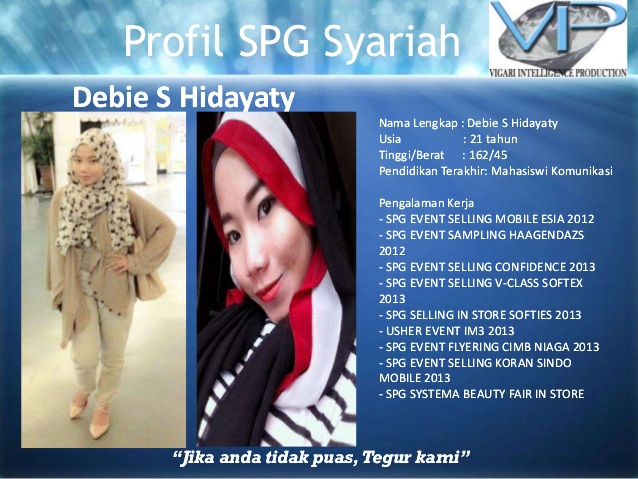 Profil SPG Syariah
VIP
VIGARI INTELLIGENCE PRODUCTION
Debie S Hidayaty
Nama Lengkap : Debie S Hidayaty
Usia : 21 tahun
Tinggi/Berat : 162/45
Pendidikan Terakhir: Mahasiswi Komunikasi
Pengalaman Kerja
- SPG EVENT SELLING MOBILE ESIA 2012
- SPG EVENT SAMPLING HAAGENDAZS
2012
- SPG EVENT SELLING CONFIDENCE 2013
- SPG EVENT SELLING V-CLASS SOFTEX
2013
- SPG SELLING IN STORE SOFTIES 2013
- USHER EVENT IM3 2013
- SPG EVENT FLYERING CIMB NIAGA 2013
- SPG EVENT SELLING KORAN SINDO
MOBILE 2013
- SPG SYSTEMA BEAUTY FAIR IN STORE
“Jika anda tidak puas, Tegur kami”